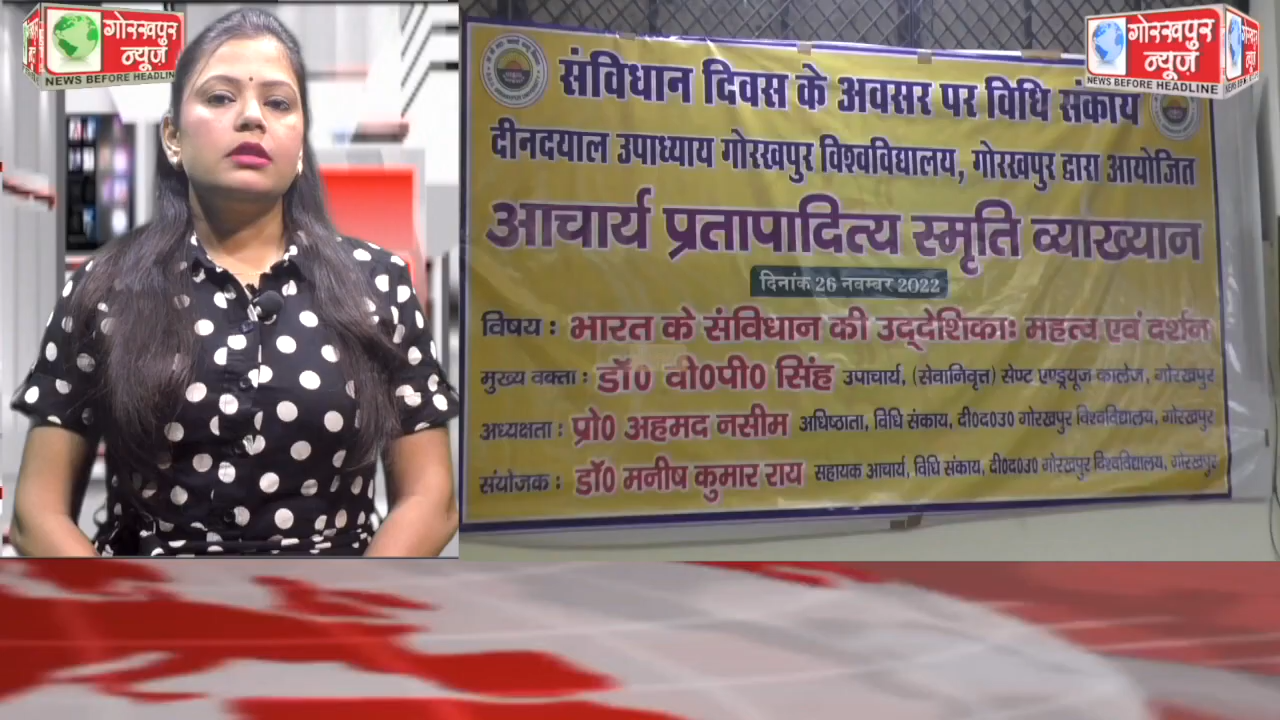 गोरखपुर
न्यूज़
NEWS BEFORE HEADLINE
गोरखपुर
न्यूज़
NEWS BEFORE HEADLINE
संविधान दिवस के अवसर पर विधि संकाय
दीनदयाल उपाध्याय गोरखपुर विश्वविद्यालय, गोरखपुर द्वारा आयोजित
आचार्य प्रतापादित्य स्मृति व्याख्यान
दिनांक 26 नवम्बर 2022
विषय : भारत के संविधान की उद्देशिकाः महत्व एवं दर्शन
मुख्य वक्ता : डॉ0 वी0पी0 सिंह उपाचार्य, (सेवानिवृत्त) सेण्ट एण्ड्रयूज कालेज, गोरखपुर
अध्यक्षता : प्रो0 अहमद नसीम अधिष्ठाता, विधि संकाय, दी0द0उ0 गोरखपुर विश्वविद्यालय, गोरखपुर
संयोजक : डॉ0 मनीष कुमार राय सहायक आचार्य, विधि संकाय, दी0द0उ0 गोरखपुर विश्वविद्यालय, गोरखपुर